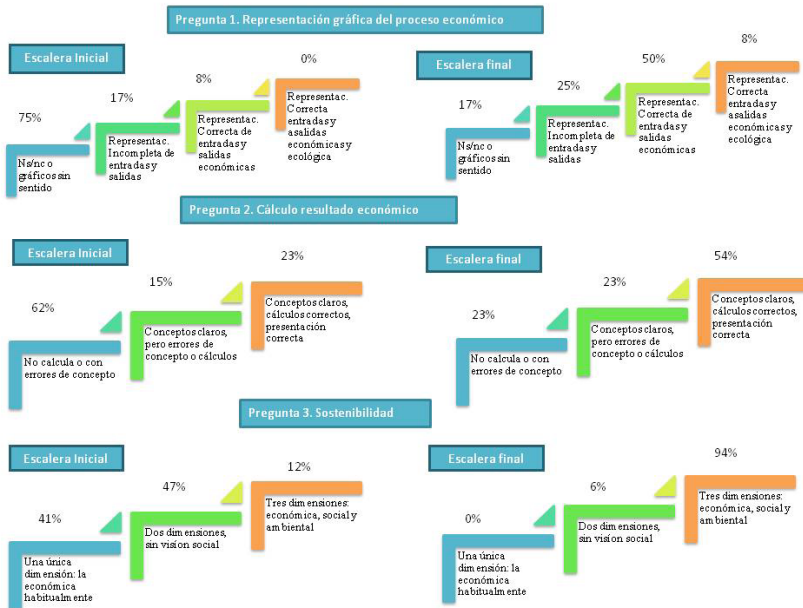 Pregunta 1. Representación gráfica del proceso económico
Escalera Inicial
75%
Ns/nc o
gráficos sin
sentido
17%
Representac.
Incompleta de
entradas y
salidas
8%
Representac.
Correcta de
entradas y
salidas
económicas
0%
Representac.
Correcta
entradas y
asalidas
económicas y
ecológica
Escalera final
17%
Ns/nc o
gráficos sin
sentido
25%
Representac.
Incompleta de
entradas y
salidas
50%
Representac.
Correcta de
entradas y
salidas
económicas
8%
Representac.
Correcta
entradas y
asalidas
económicas y
ecológica
Pregunta 2. Cálculo resultado económico
Escalera Inicial
62%
No calcula o con
errores de concepto
15%
Conceptos claros,
pero errores de
concepto o cálculos
23%
Conceptos claros,
cálculos correctos,
presentación
correcta
Escalera final
23%
No calcula o con
errores de concepto
23%
Conceptos claros,
pero errores de
concepto o cálculos
54%
Conceptos claros,
cálculos correctos,
presentación
correcta
Pregunta 3. Sostenibilidad
Escalera Inicial
41%
Una única
dimensión: la
económica
habitualmente
47%
Dos dimensiones,
sin visíon social
12%
Tres dimensiones:
económica, social y
ambiental
Escalera final
0%
Una única
dimensión: la
económica
habitualmente
6%
Dos dimensiones,
sin visíon social
94%
Tres dimensiones:
económica, social y
ambiental